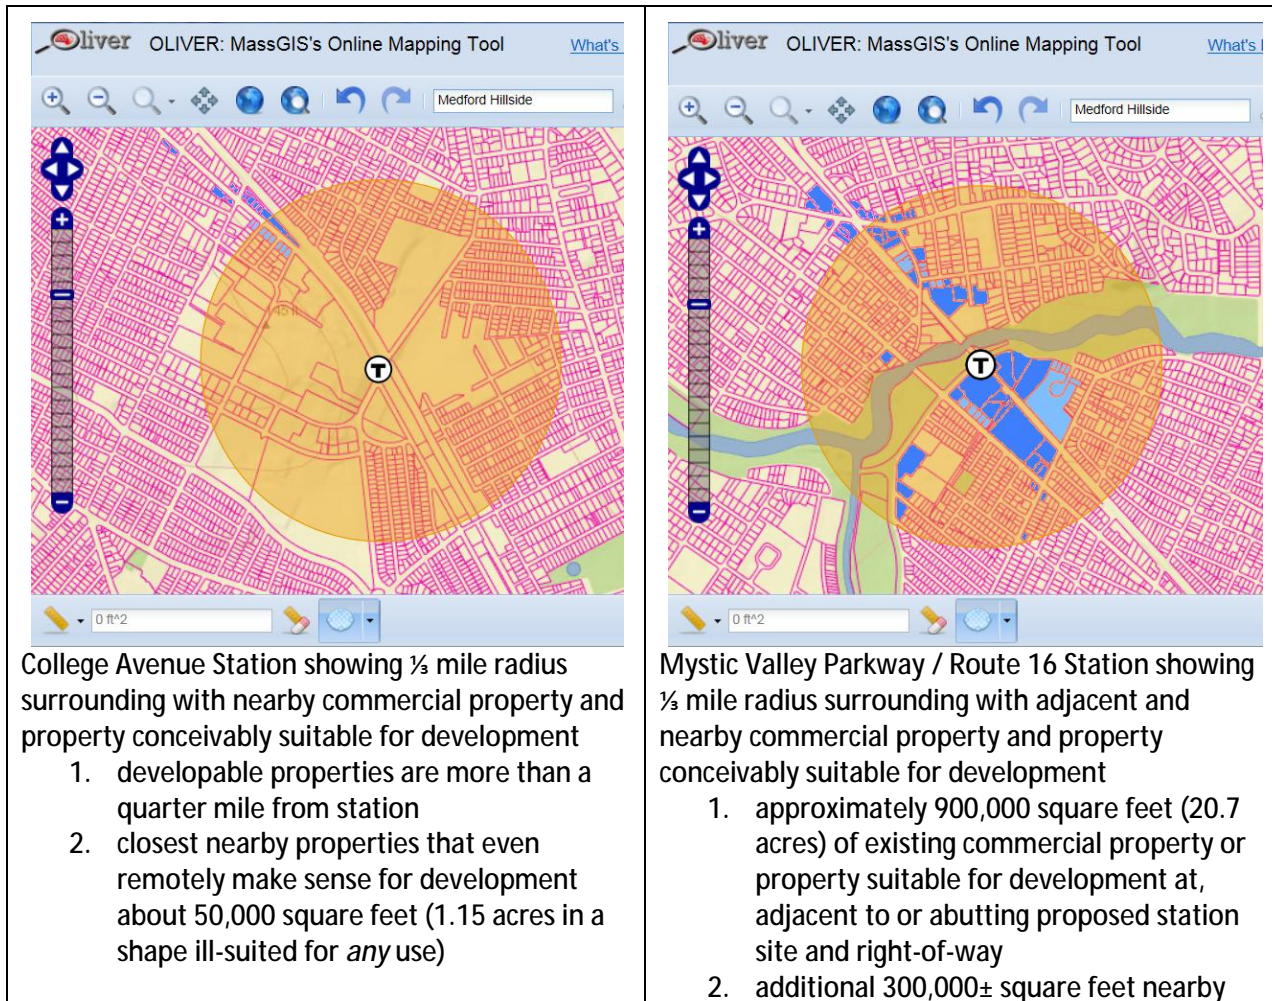 Oliver OLIVER: MassGIS's Online Mapping Tool What's
Medford Hillside
45 ft
T
0 ft^2
College Avenue Station showing ⅓ mile radius
surrounding with nearby commercial property and
property conceivably suitable for development
1. developable properties are more than a
quarter mile from station
2. closest nearby properties that even
remotely make sense for development
about 50,000 square feet (1.15 acres in a
shape ill-suited for any use)
Oliver OLIVER: MassGIS's Online Mapping Tool What's
Medford Hillside
T
0 ft^2
Mystic Valley Parkway / Route 16 Station showing
⅓ mile radius surrounding with adjacent and
nearby commercial property and property
conceivably suitable for development
1. approximately 900,000 square feet (20.7
acres) of existing commercial property or
property suitable for development at,
adjacent to or abutting proposed station
site and right-of-way
2. additional 300,000± square feet nearby